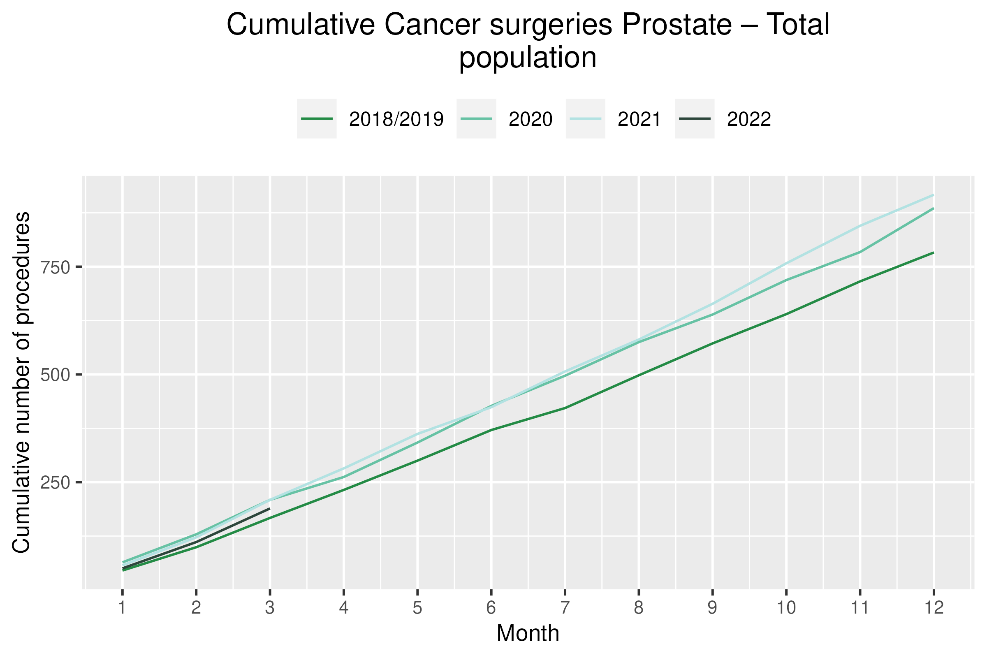 Cumulative Cancer surgeries Prostate – Total
population
2018/2019 2020 2021 2022
Cumulative number of procedures
750
500
250
1 2 3 4 5 6 7 8 9 10 11 12
Month